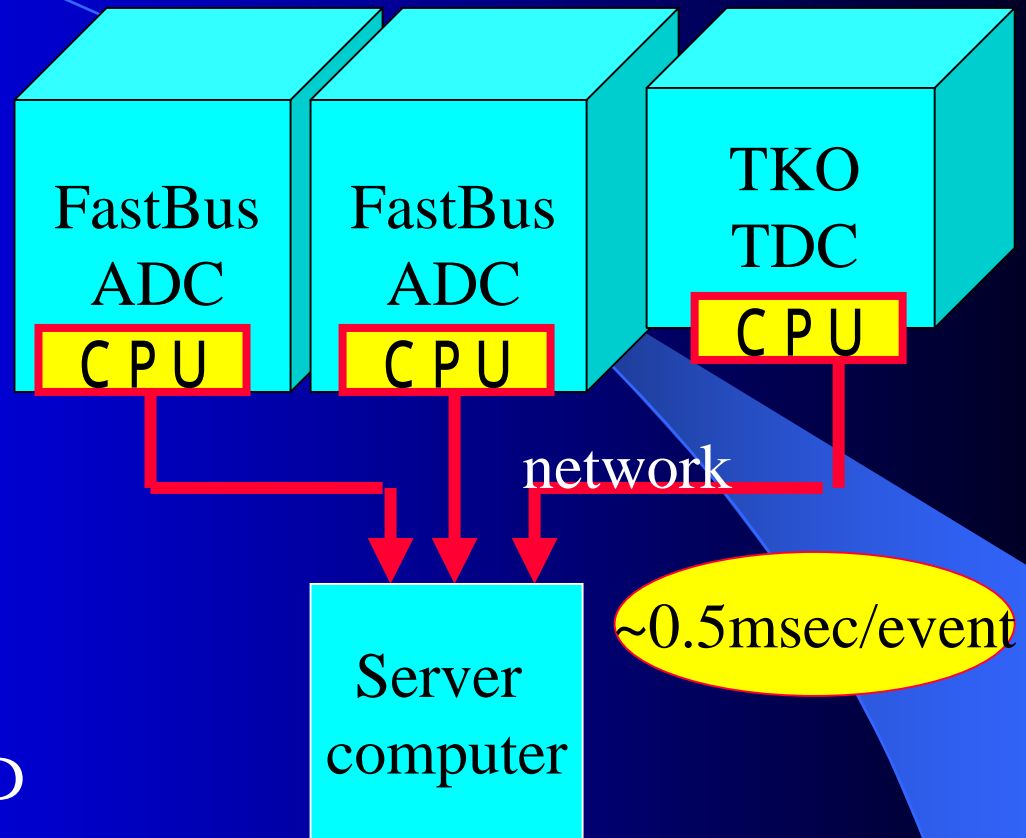 FastBus
ADC
CPU
FastBus
ADC
CPU
TKO
TDC
CPU
network
~0.5msec/event
Server
computer